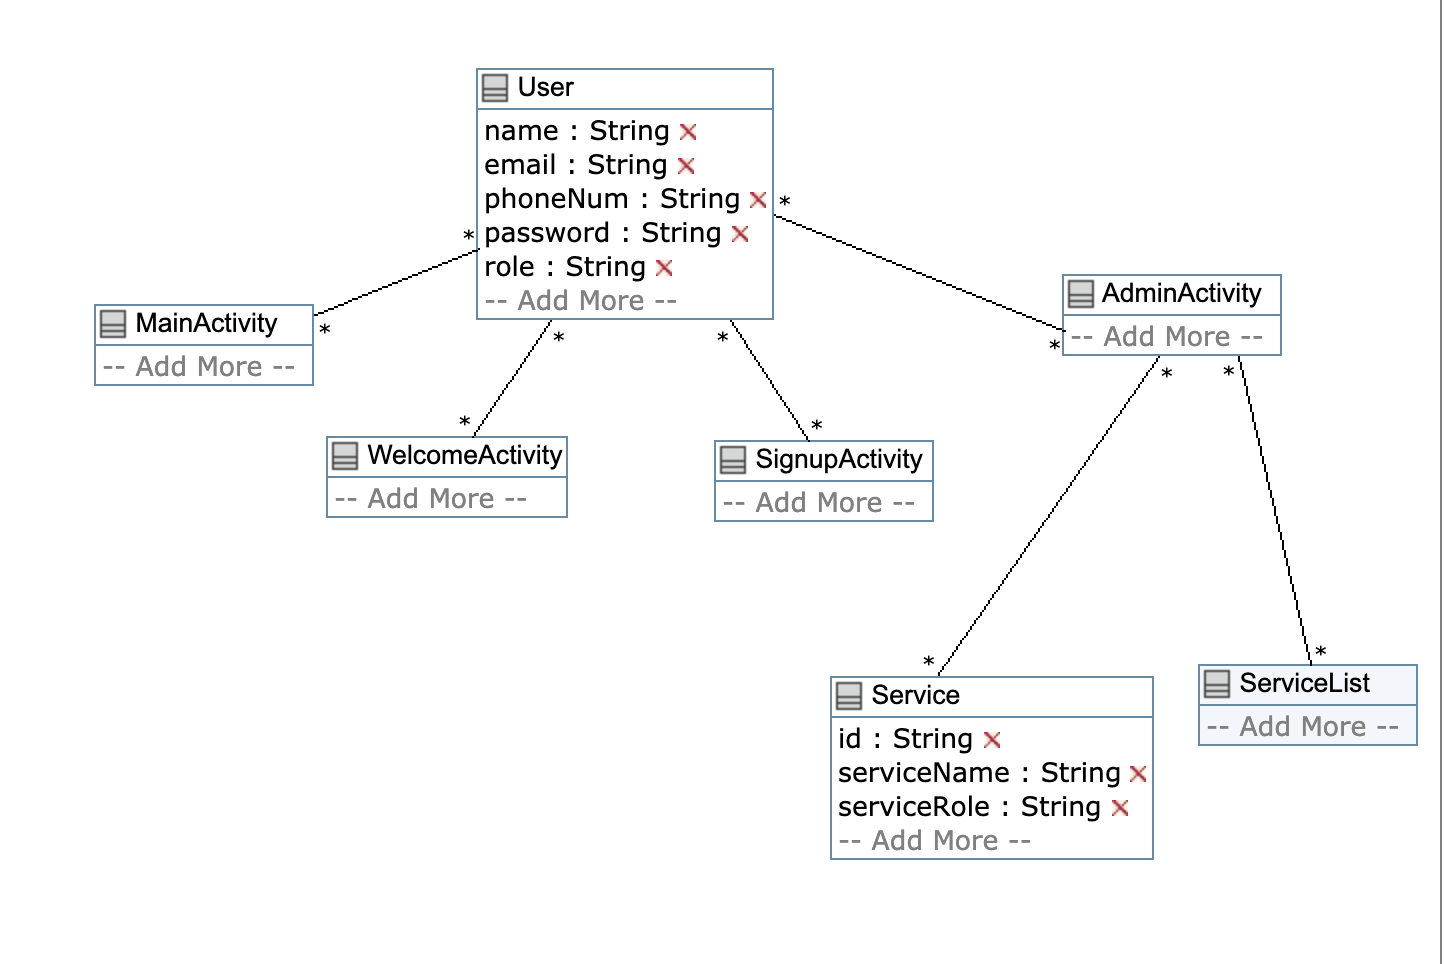 User
name : String
email : String
phoneNum : String
*
password : String
*
role : String
-- Add More --
AdminActivity
-- Add More --
*
MainActivity
*
-- Add More --
*
*
*
*
*
*
WelcomeActivity
-- Add More --
SignupActivity
-- Add More --
*
*
Service
id : String
serviceName : String
serviceRole : String
-- Add More --
ServiceList
-- Add More --